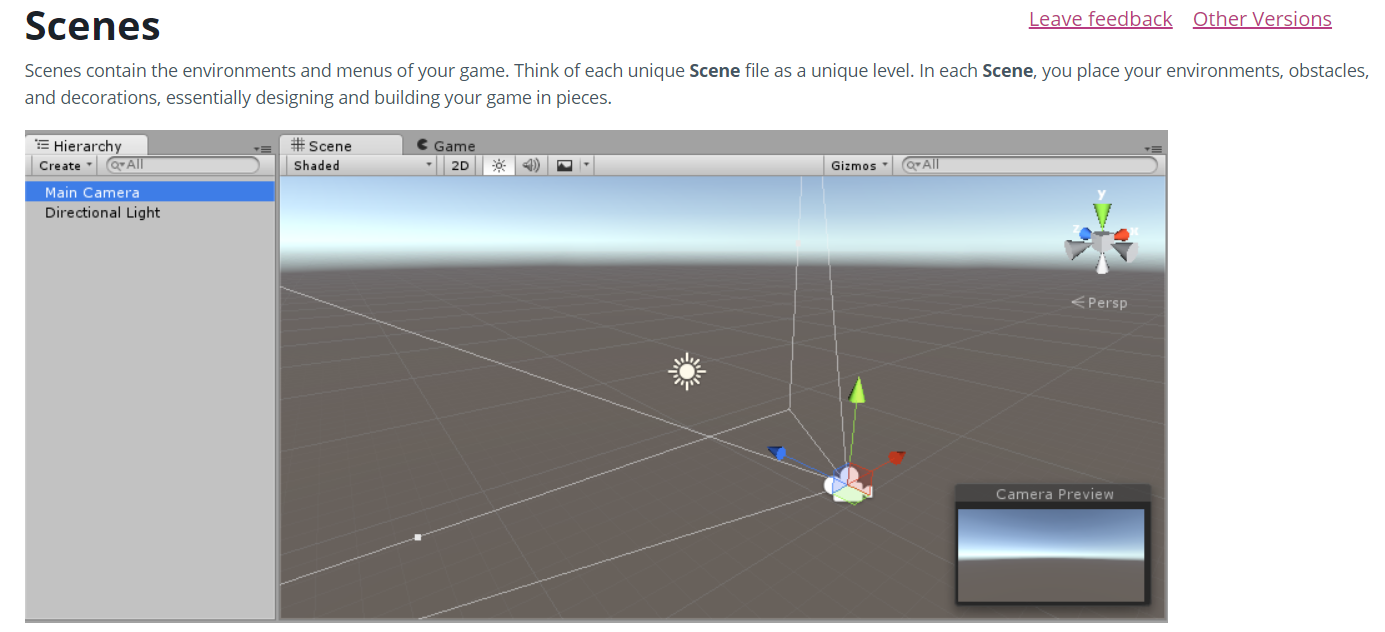 Scenes
Leave feedback Other Versions
Scenes contain the environments and menus of your game. Think of each unique Scene file as a unique level. In each Scene, you place your environments, obstacles,
and decorations, essentially designing and building your game in pieces.
Hierarchy
Create All
Main Camera
Directional Light
Scene Game
Shaded 2D Gizmos All
y
z x
Persp
Camera Preview